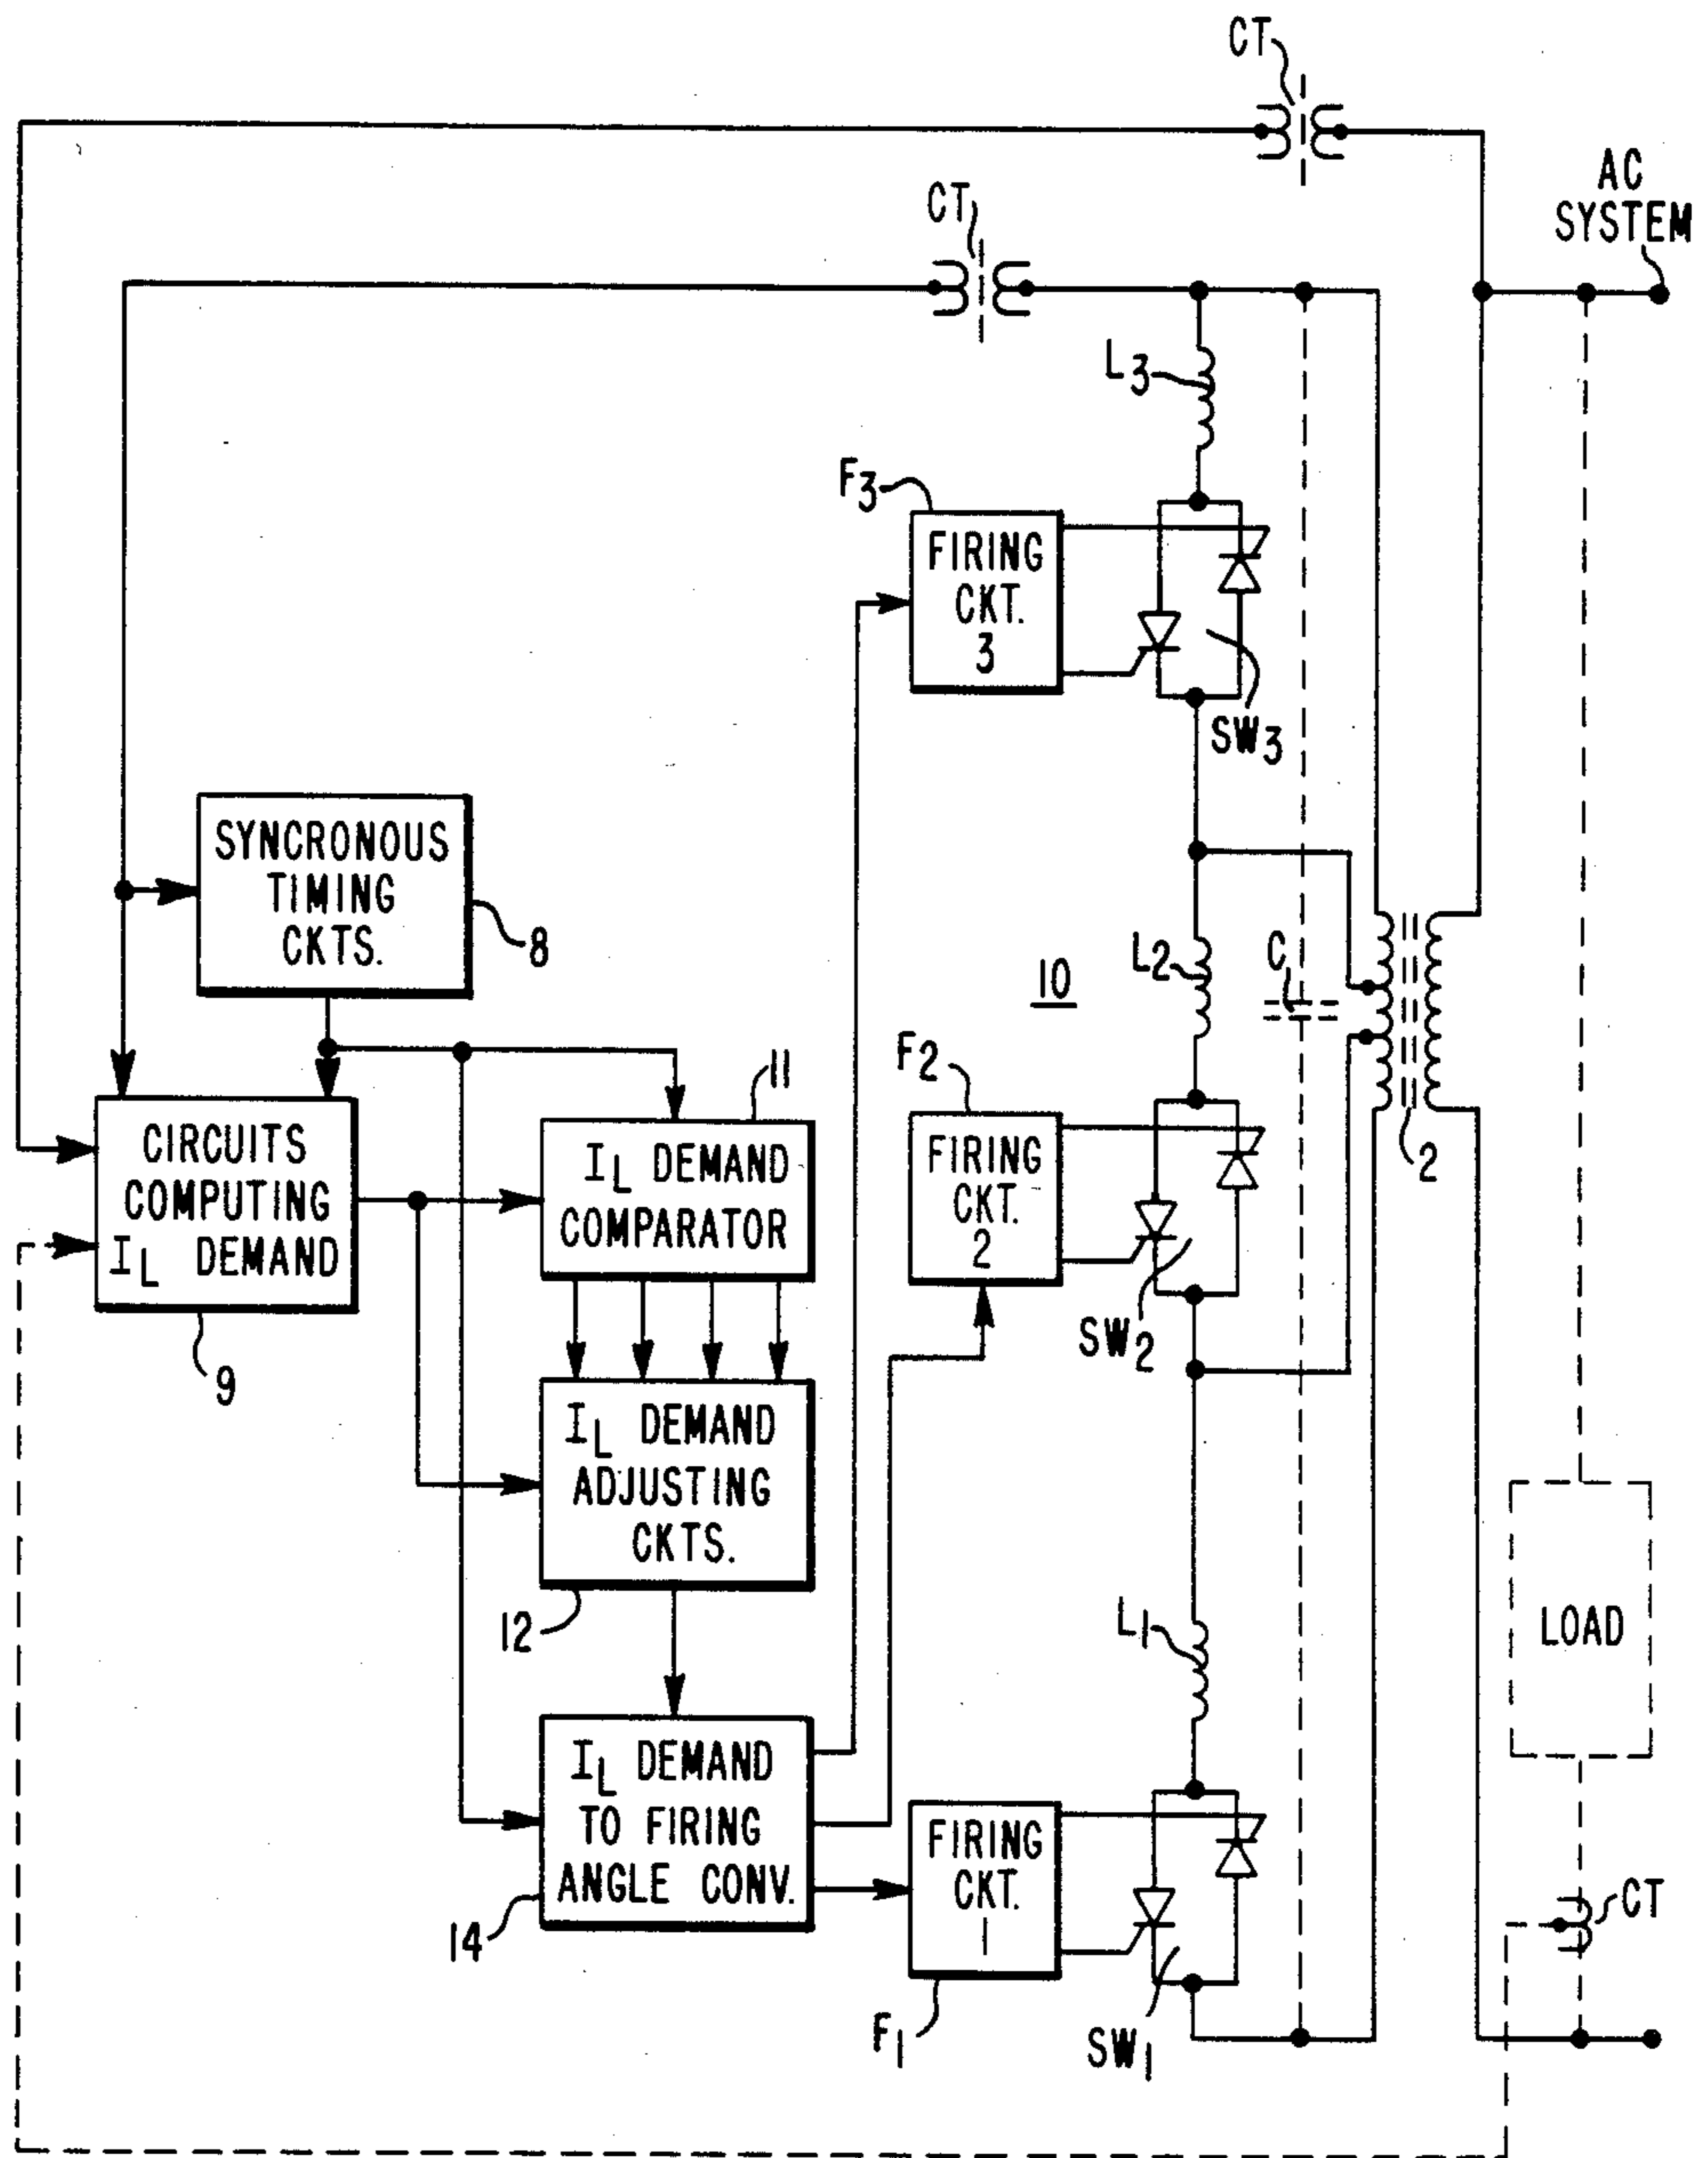 CT
AC
SYSTEM
CT
L3
F3
FIRING
CKT.
3
SW3
SYNCRONOUS
TIMING
CKTS.
8
L2
10
C
F2
11
CIRCUITS
COMPUTING
IL DEMAND
9
IL DEMAND
COMPARATOR
FIRING
CKT.
2
2
SW2
IL DEMAND
ADJUSTING
CKTS.
12
L1
LOAD
IL DEMAND
TO FIRING
ANGLE CONV.
14
FIRING
CKT.
1
CT
F1
SW1